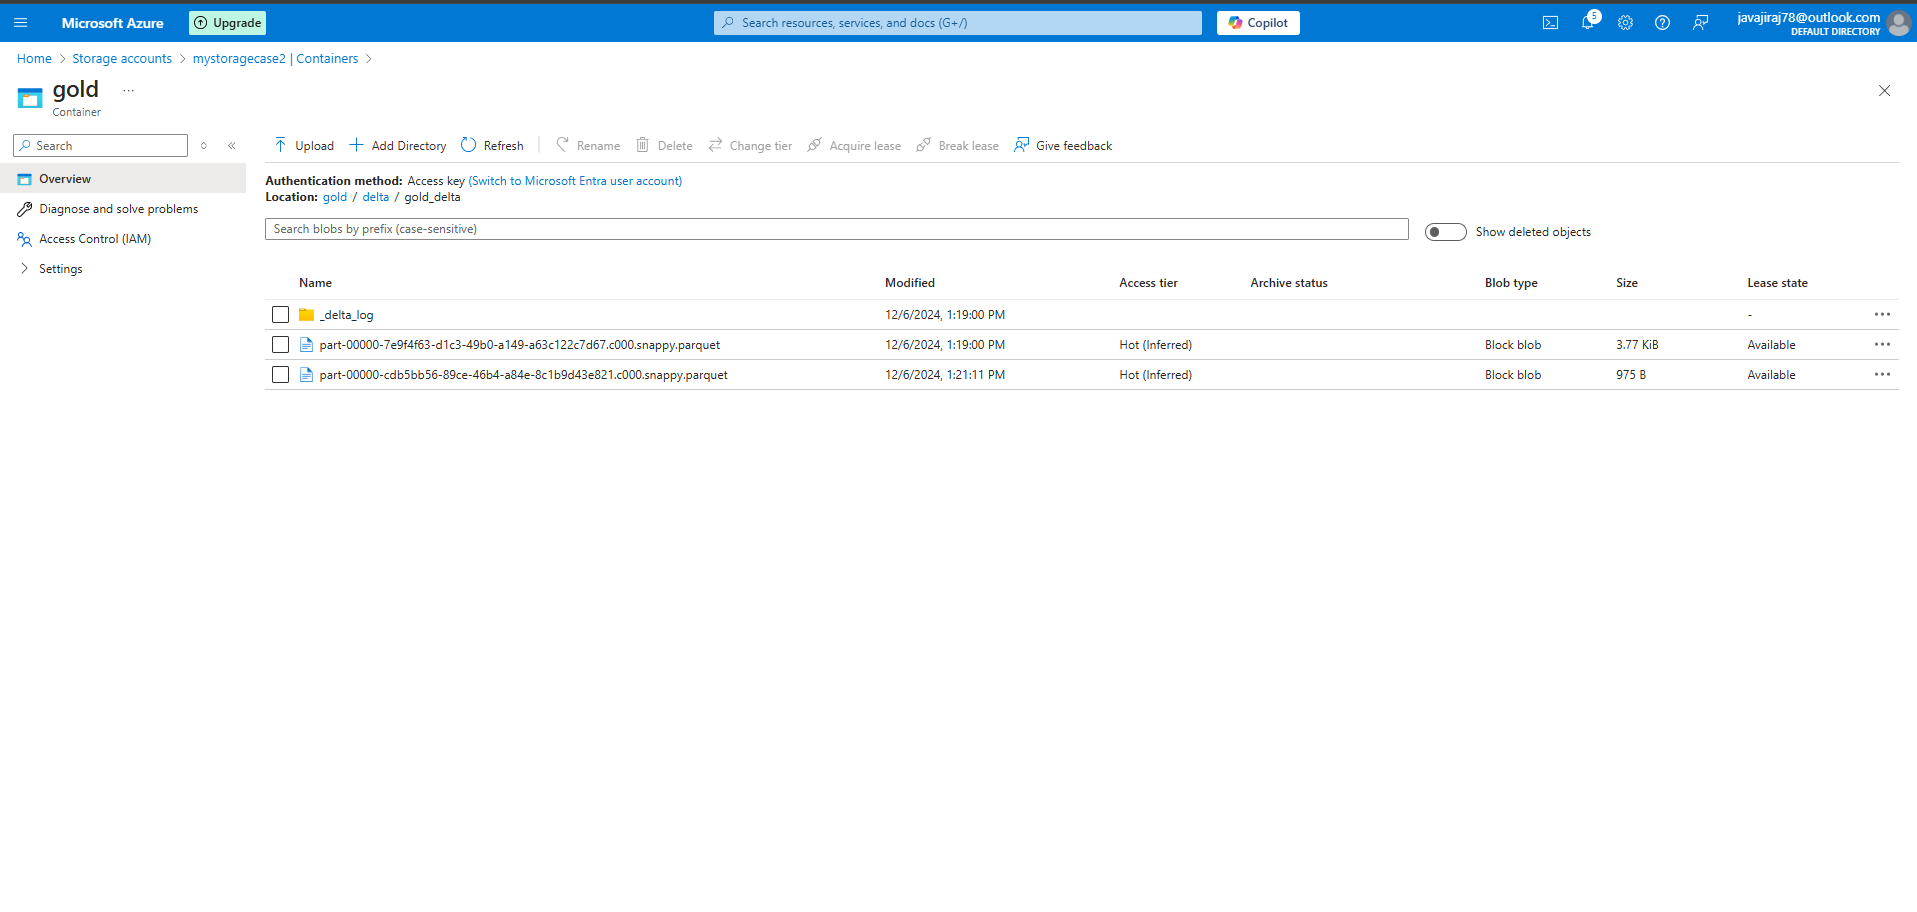 Microsoft Azure
Upgrade
Search resources, services, and docs (G+/)
Copilot
5
javajiraj78@outlook.com
DEFAULT DIRECTORY
Home > Storage accounts > mystoragecase2 | Containers >
gold ...
Container
Search
Overview
Diagnose and solve problems
Access Control (IAM)
Settings
Upload Add Directory Refresh Rename Delete Change tier Acquire lease Break lease Give feedback
Authentication method: Access key (Switch to Microsoft Entra user account)
Location: gold / delta / gold_delta
Search blobs by prefix (case-sensitive)
Show deleted objects
Name Modified Access tier Archive status Blob type Size Lease state
_delta_log 12/6/2024, 1:19:00 PM -
part-00000-7e9f4f63-d1c3-49b0-a149-a63c122c7d67.c000.snappy.parquet 12/6/2024, 1:19:00 PM Hot (Inferred) Block blob 3.77 KiB Available
part-00000-cdb5bb56-89ce-46b4-a84e-8c1b9d43e821.c000.snappy.parquet 12/6/2024, 1:21:11 PM Hot (Inferred) Block blob 975 B Available